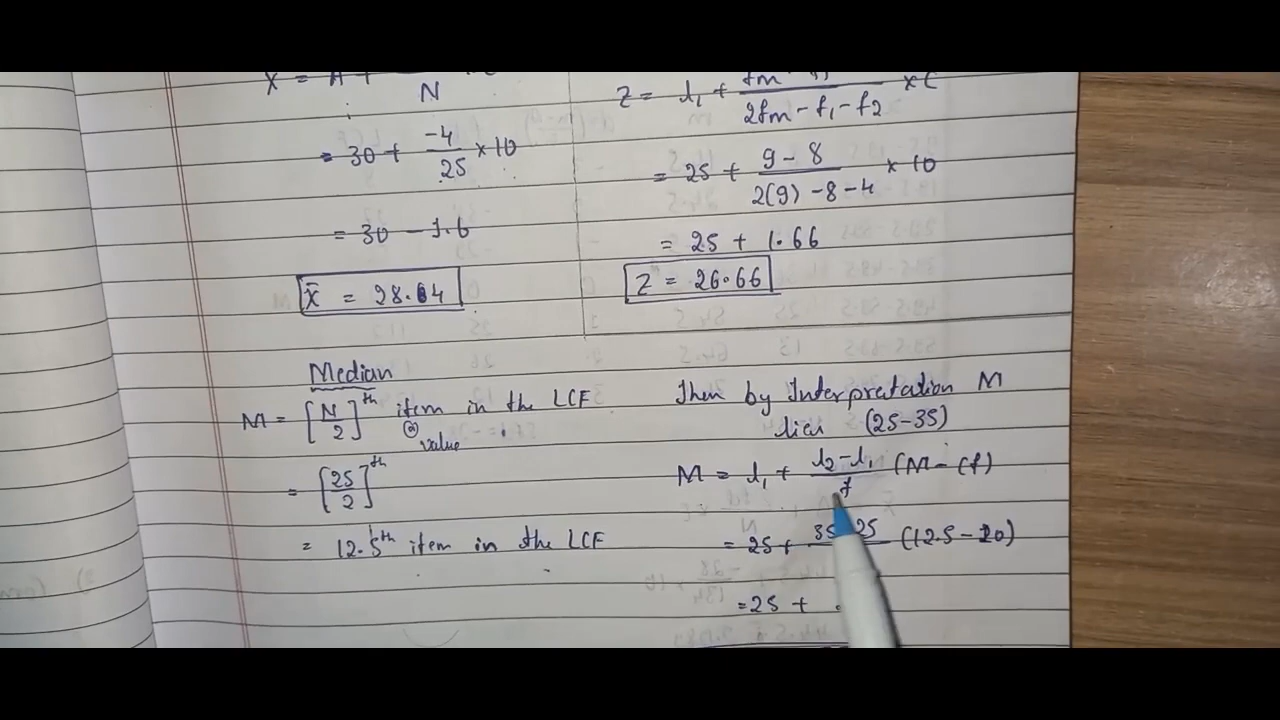 N
= 30 + -4/25 × 10
= 30 - 1.6
x̄ = 28.64
Z = l₁ + fm - f₁ / 2fm - f₁ - f₂ × C
= 25 + 9 - 8 / 2(9) - 8 - 4 × 10
= 25 + 1.66
Z = 26.66
Median
M = [N/2]th item in the LCF
value
= [25/2]th
= 12.5th item in the LCF
Then by Interpretation M
lies (25-35)
M = l₁ + l₂ - l₁ / f (M - Cf)
= 25 + 35 25 (12.5 - 20)
= 25 +